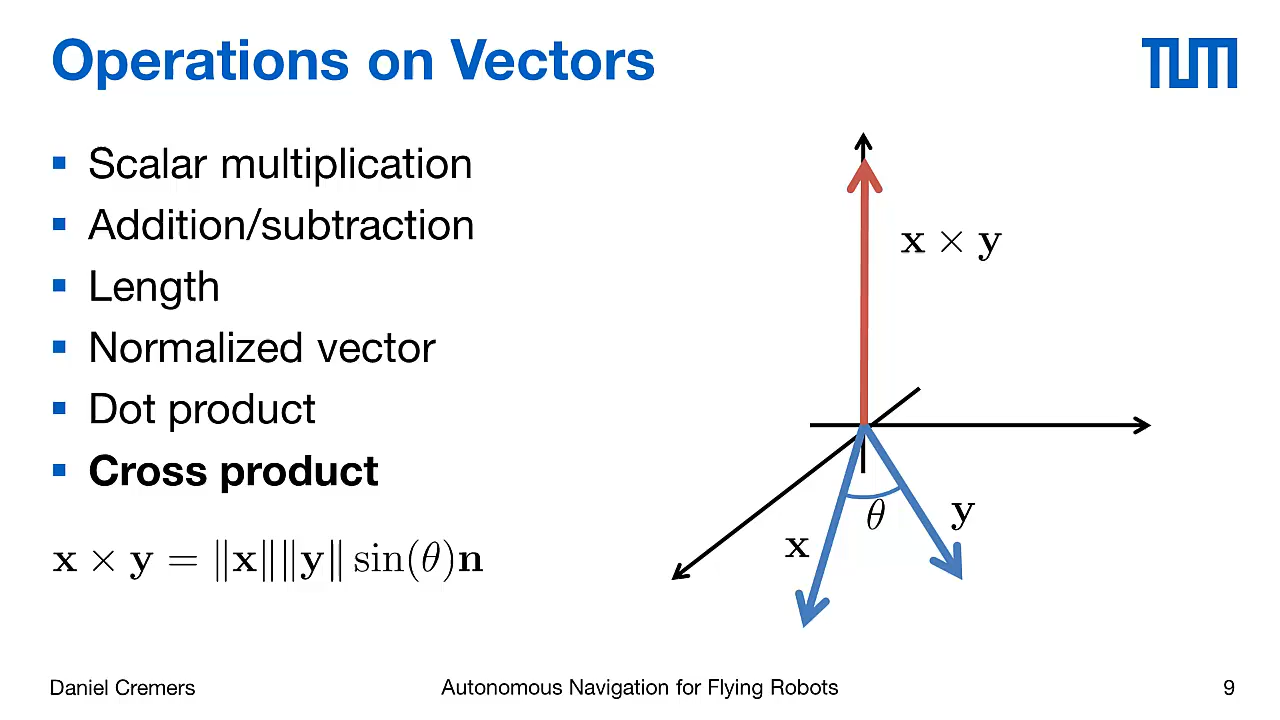 Operations on Vectors
TUM
Scalar multiplication
Addition/subtraction
Length
Normalized vector
Dot product
Cross product
x × y = ‖x‖‖y‖ sin(θ)n
x × y
θ
y
x
Daniel Cremers
Autonomous Navigation for Flying Robots
9